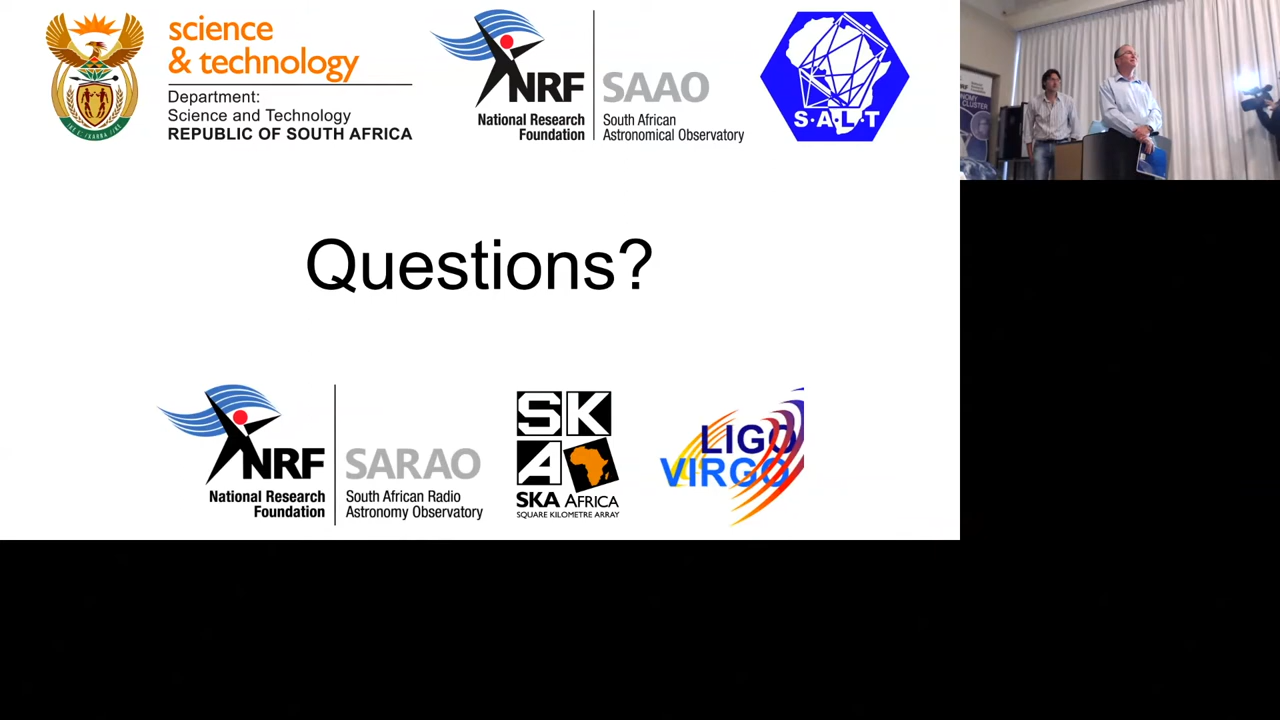 science
& technology
Department:
Science and Technology
REPUBLIC OF SOUTH AFRICA
NRF
National Research
Foundation
SAAO
South African
Astronomical Observatory
S·A·L·T
Questions?
NRF
National Research
Foundation
SARAO
South African Radio
Astronomy Observatory
SKA
SKA AFRICA
SQUARE KILOMETRE ARRAY
LIGO
VIRGO
CLUSTER